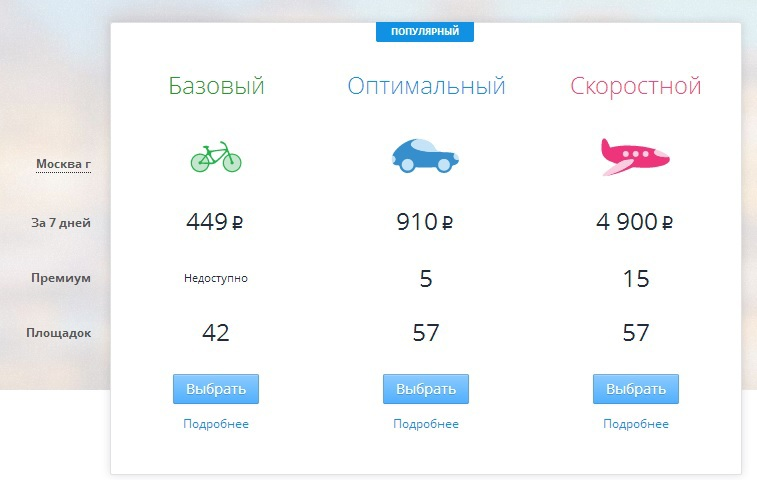 ПОПУЛЯРНЫЙ
Базовый Оптимальный Скоростной
Москва г
За 7 дней 449 ₽ 910 ₽ 4 900 ₽
Премиум Недоступно 5 15
Площадок 42 57 57
Выбрать Выбрать Выбрать
Подробнее Подробнее Подробнее